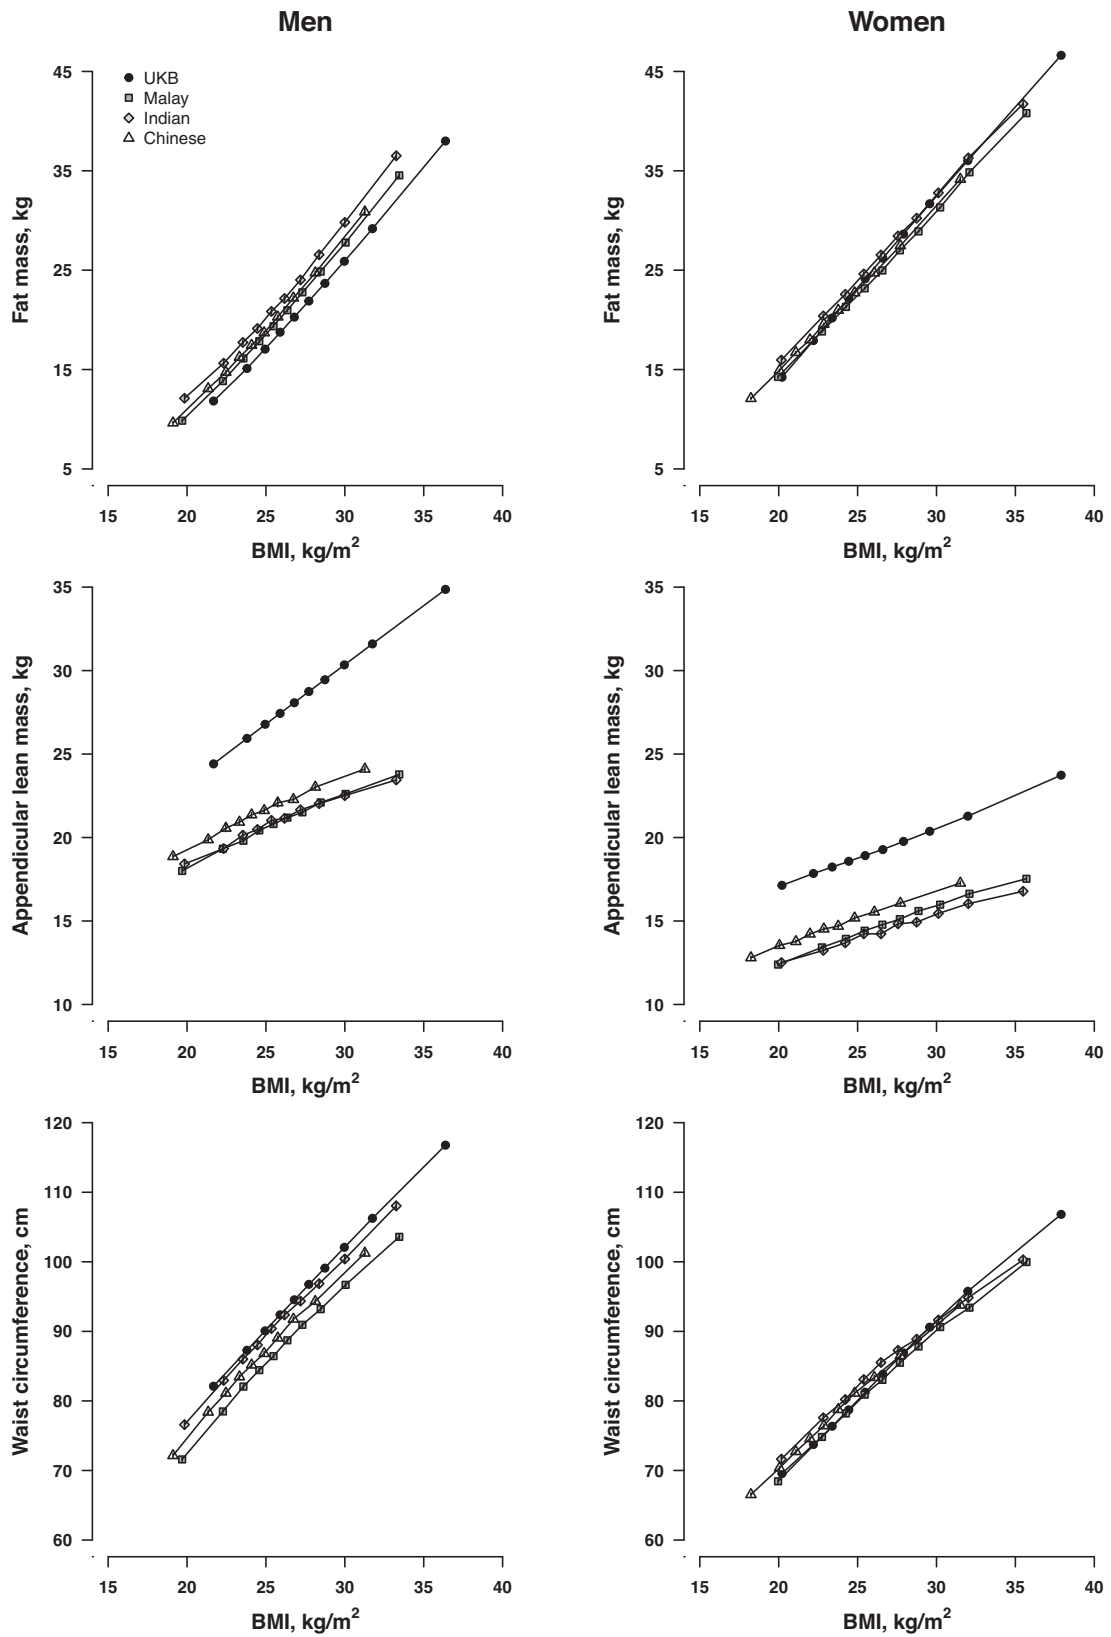 Men Women
45 45
UKB
Malay
Indian
Chinese
35 35
Fat mass, kg Fat mass, kg
25 25
15 15
5 5
15 20 25 30 35 40 15 20 25 30 35 40
BMI, kg/m² BMI, kg/m²
35 35
30 30
Appendicular lean mass, kg Appendicular lean mass, kg
25 25
20 20
15 15
10 10
15 20 25 30 35 40 15 20 25 30 35 40
BMI, kg/m² BMI, kg/m²
120 120
110 110
Waist circumference, cm Waist circumference, cm
100 100
90 90
80 80
70 70
60 60
15 20 25 30 35 40 15 20 25 30 35 40
BMI, kg/m² BMI, kg/m²